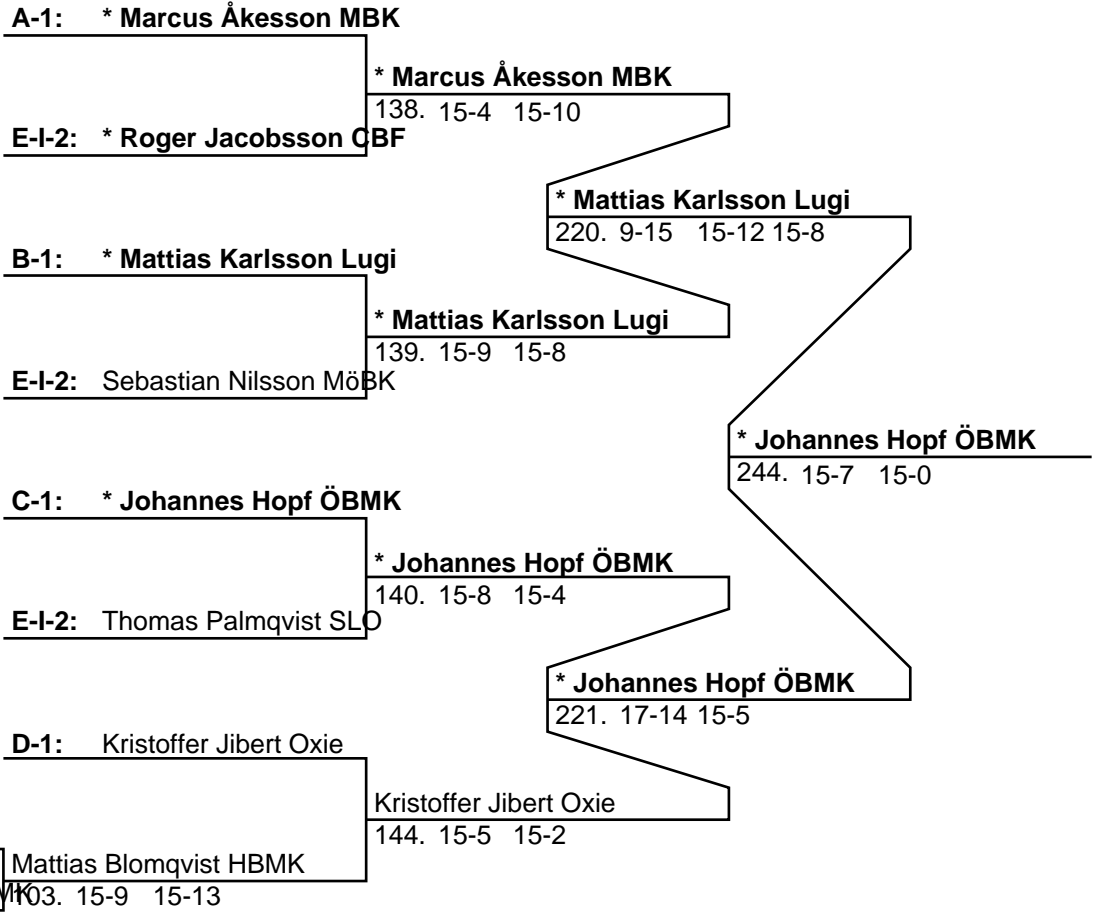 A-1: * Marcus Åkesson MBK
* Marcus Åkesson MBK
138. 15-4 15-10
E-I-2: * Roger Jacobsson CBF
* Mattias Karlsson Lugi
220. 9-15 15-12 15-8
B-1: * Mattias Karlsson Lugi
* Mattias Karlsson Lugi
139. 15-9 15-8
E-I-2: Sebastian Nilsson MöBK
* Johannes Hopf ÖBMK
244. 15-7 15-0
C-1: * Johannes Hopf ÖBMK
* Johannes Hopf ÖBMK
140. 15-8 15-4
E-I-2: Thomas Palmqvist SLO
* Johannes Hopf ÖBMK
221. 17-14 15-5
D-1: Kristoffer Jibert Oxie
Kristoffer Jibert Oxie
144. 15-5 15-2
Mattias Blomqvist HBMK
103. 15-9 15-13